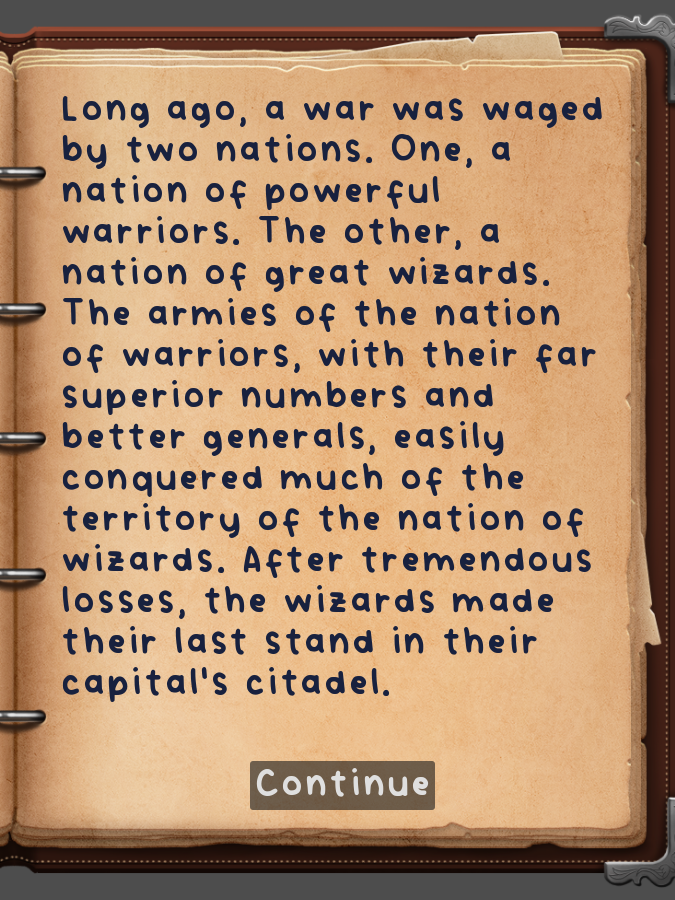 Long ago, a war was waged
by two nations. One, a
nation of powerful
warriors. The other, a
nation of great wizards.
The armies of the nation
of warriors, with their far
superior numbers and
better generals, easily
conquered much of the
territory of the nation of
wizards. After tremendous
losses, the wizards made
their last stand in their
capital's citadel.
Continue